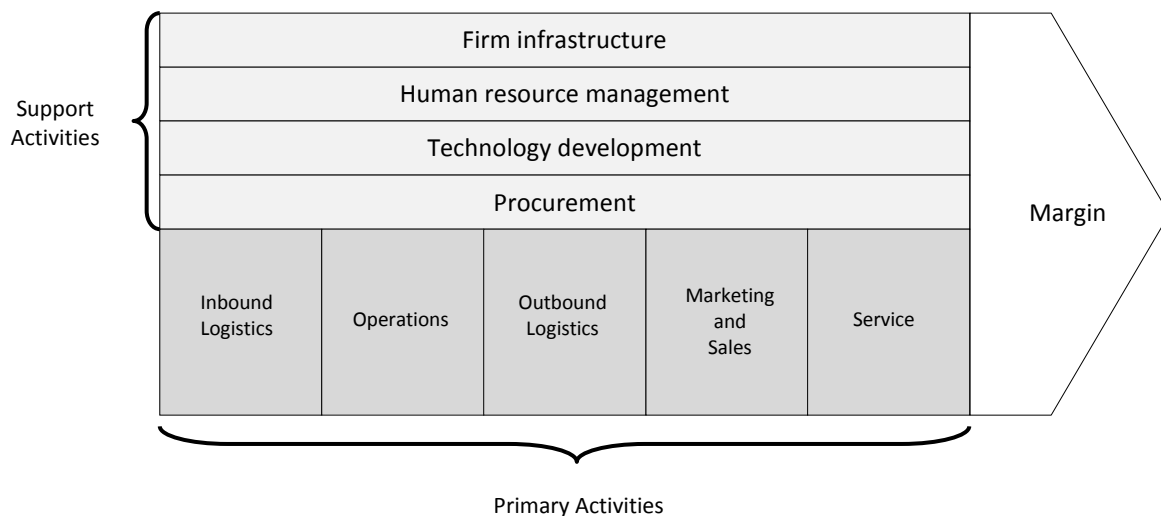 Firm infrastructure
Human resource management
Support
Activities
Technology development
Procurement
Margin
Inbound
Logistics
Operations
Outbound
Logistics
Marketing
and
Sales
Service
Primary Activities